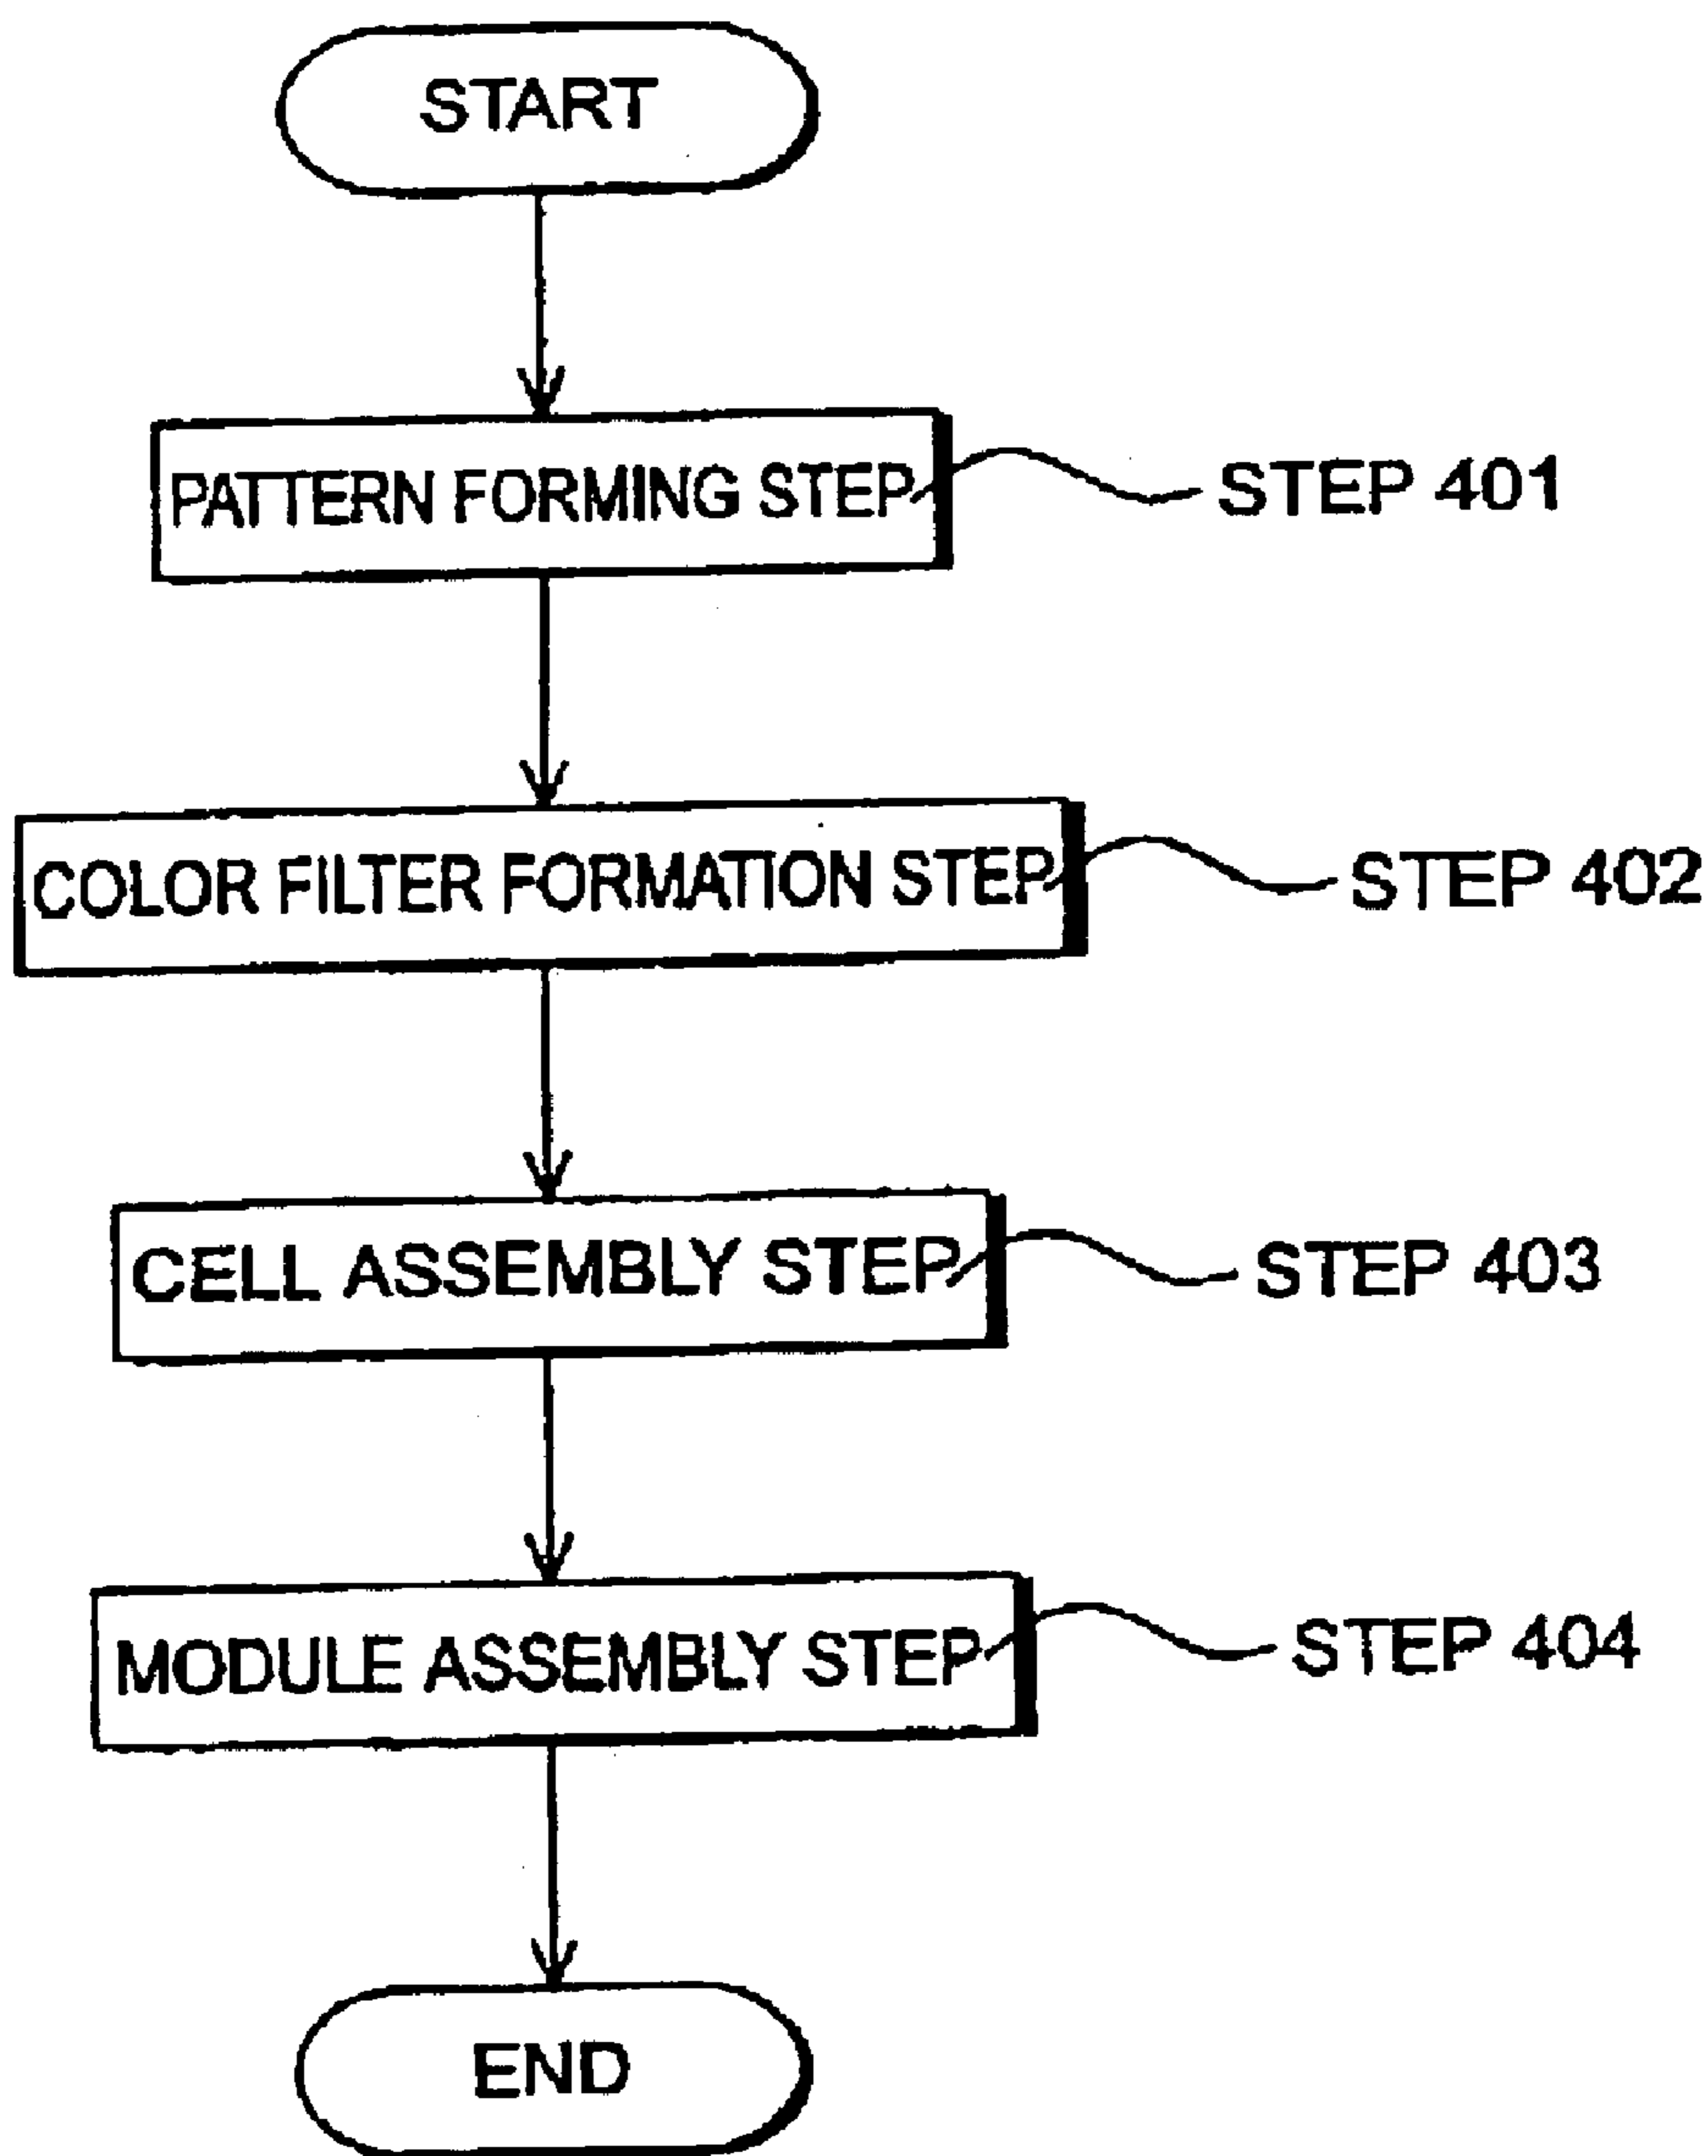 START
PATTERN FORMING STEP
STEP 401
COLOR FILTER FORMATION STEP
STEP 402
CELL ASSEMBLY STEP
STEP 403
MODULE ASSEMBLY STEP
STEP 404
END